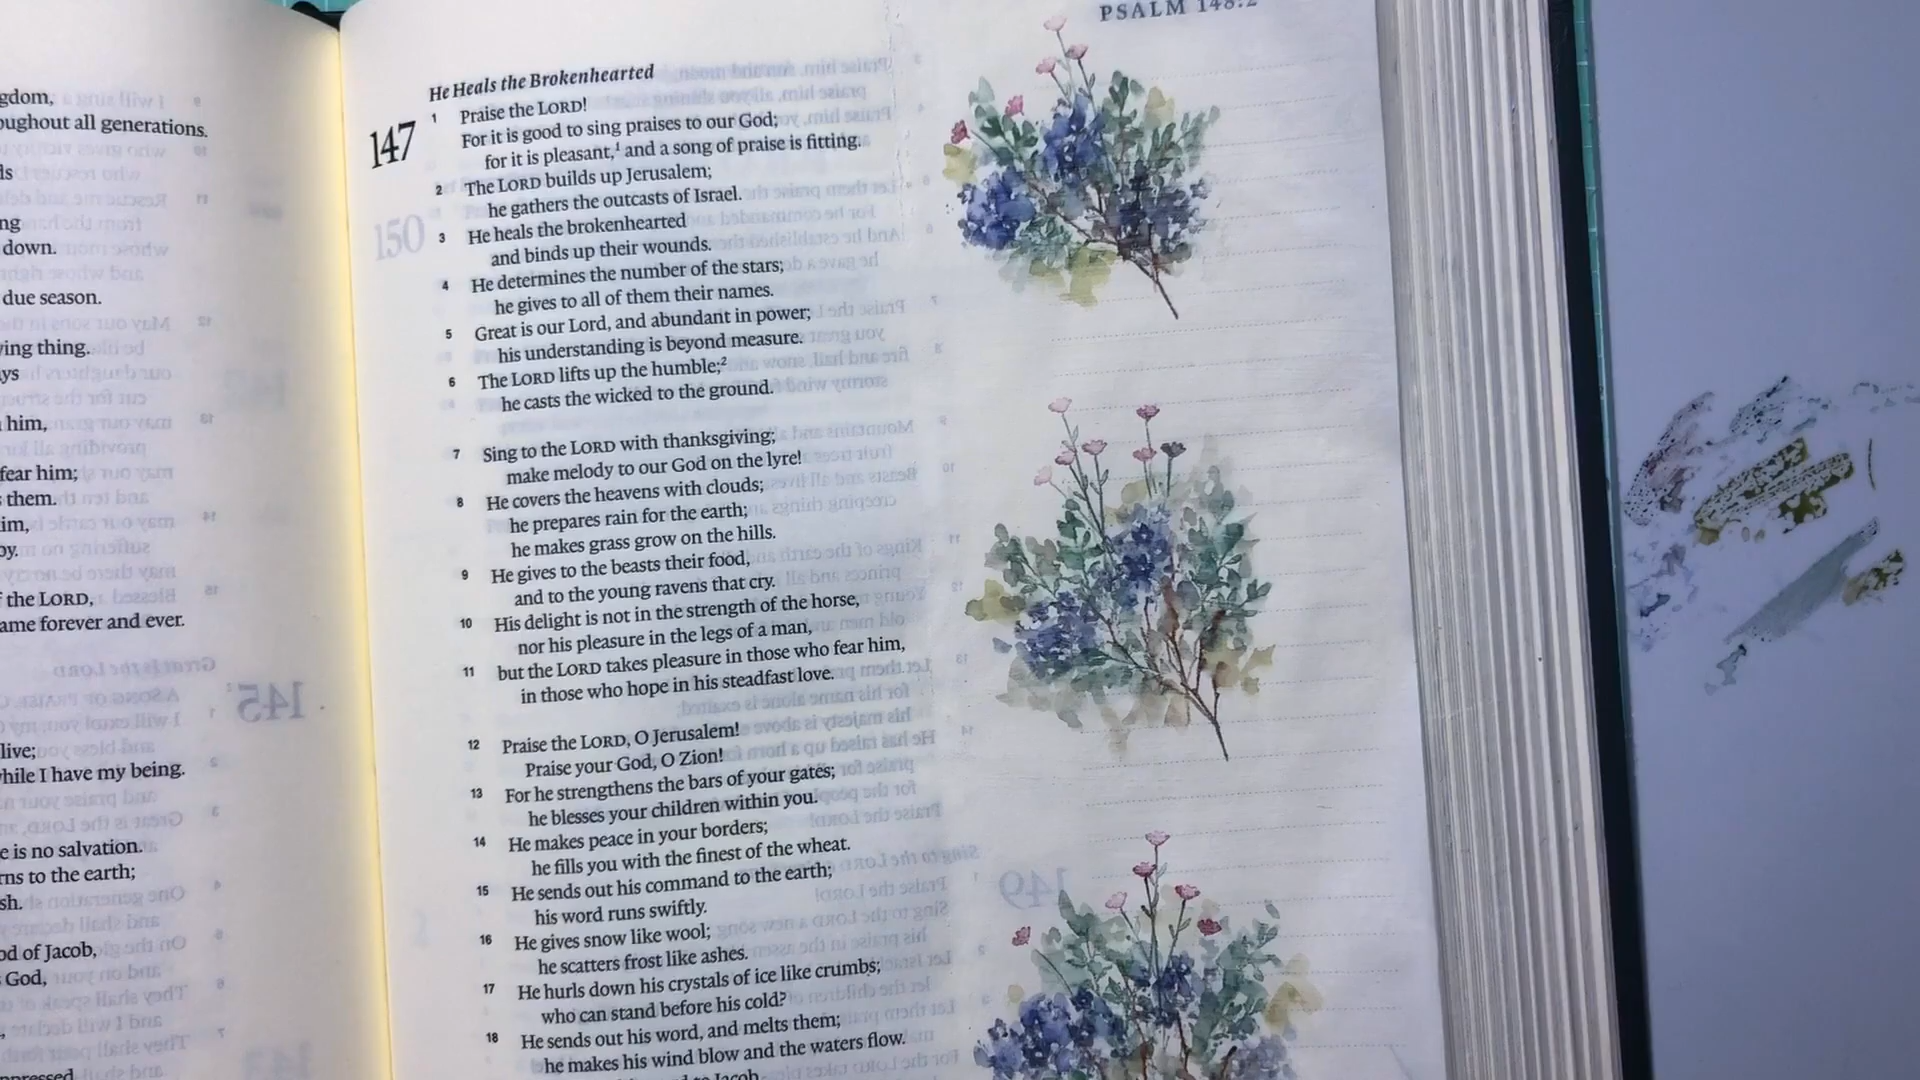 PSALM 148:2
gdom,
oughout all generations.
ds
ng
down.
due season.
ving thing.
ays
him,
fear him;
them.
im,
oy.
the LORD,
ame forever and ever.
live;
while I have my being.
e is no salvation.
rns to the earth;
sh.
od of Jacob,
God,
He Heals the Brokenhearted
147 1 Praise the LORD!
For it is good to sing praises to our God;
for it is pleasant,1 and a song of praise is fitting.
2 The LORD builds up Jerusalem;
he gathers the outcasts of Israel.
3 He heals the brokenhearted
and binds up their wounds.
4 He determines the number of the stars;
he gives to all of them their names.
5 Great is our Lord, and abundant in power;
his understanding is beyond measure.
6 The LORD lifts up the humble;2
he casts the wicked to the ground.
7 Sing to the LORD with thanksgiving;
make melody to our God on the lyre!
8 He covers the heavens with clouds;
he prepares rain for the earth;
he makes grass grow on the hills.
9 He gives to the beasts their food,
and to the young ravens that cry.
10 His delight is not in the strength of the horse,
nor his pleasure in the legs of a man,
11 but the LORD takes pleasure in those who fear him,
in those who hope in his steadfast love.
12 Praise the LORD, O Jerusalem!
Praise your God, O Zion!
13 For he strengthens the bars of your gates;
he blesses your children within you.
14 He makes peace in your borders;
he fills you with the finest of the wheat.
15 He sends out his command to the earth;
his word runs swiftly.
16 He gives snow like wool;
he scatters frost like ashes.
17 He hurls down his crystals of ice like crumbs;
who can stand before his cold?
18 He sends out his word, and melts them;
he makes his wind blow and the waters flow.
to Jacob